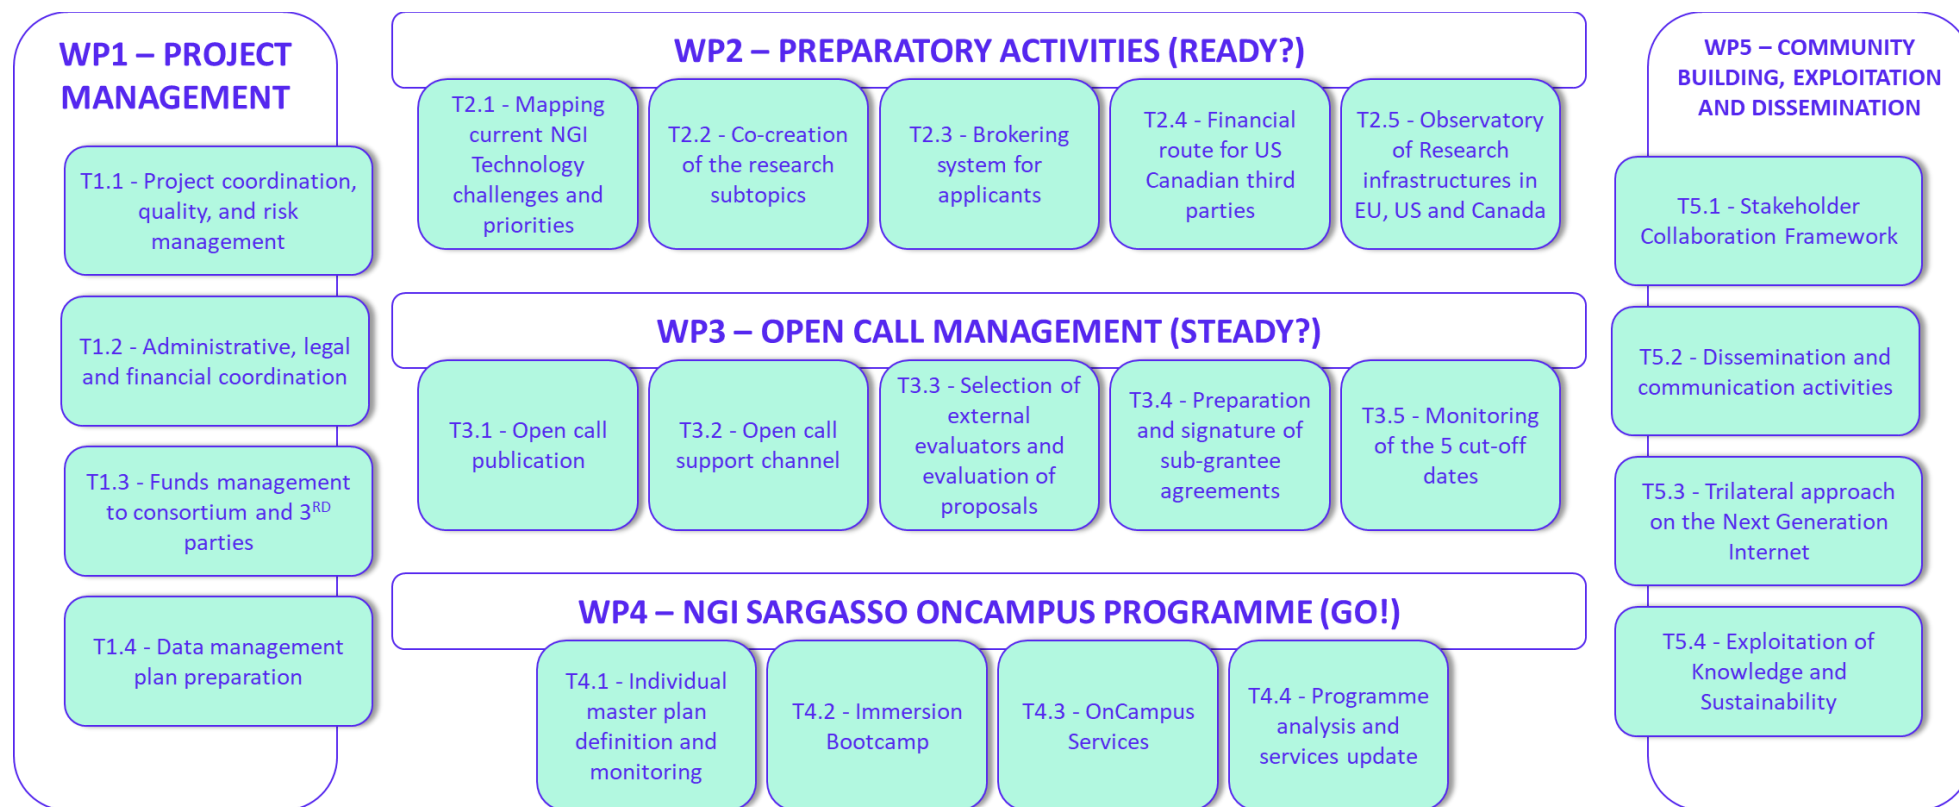 WP1 – PROJECT
MANAGEMENT
T1.1 - Project coordination,
quality, and risk
management
T1.2 - Administrative, legal
and financial coordination
T1.3 - Funds management
to consortium and 3RD
parties
T1.4 - Data management
plan preparation
WP2 – PREPARATORY ACTIVITIES (READY?)
T2.1 - Mapping
current NGI
Technology
challenges and
priorities
T2.2 - Co-creation
of the research
subtopics
T2.3 - Brokering
system for
applicants
T2.4 - Financial
route for US
Canadian third
parties
T2.5 - Observatory
of Research
infrastructures in
EU, US and Canada
WP3 – OPEN CALL MANAGEMENT (STEADY?)
T3.1 - Open call
publication
T3.2 - Open call
support channel
T3.3 - Selection of
external
evaluators and
evaluation of
proposals
T3.4 - Preparation
and signature of
sub-grantee
agreements
T3.5 - Monitoring
of the 5 cut-off
dates
WP4 – NGI SARGASSO ONCAMPUS PROGRAMME (GO!)
T4.1 - Individual
master plan
definition and
monitoring
T4.2 - Immersion
Bootcamp
T4.3 - OnCampus
Services
T4.4 - Programme
analysis and
services update
WP5 – COMMUNITY
BUILDING, EXPLOITATION
AND DISSEMINATION
T5.1 - Stakeholder
Collaboration Framework
T5.2 - Dissemination and
communication activities
T5.3 - Trilateral approach
on the Next Generation
Internet
T5.4 - Exploitation of
Knowledge and
Sustainability